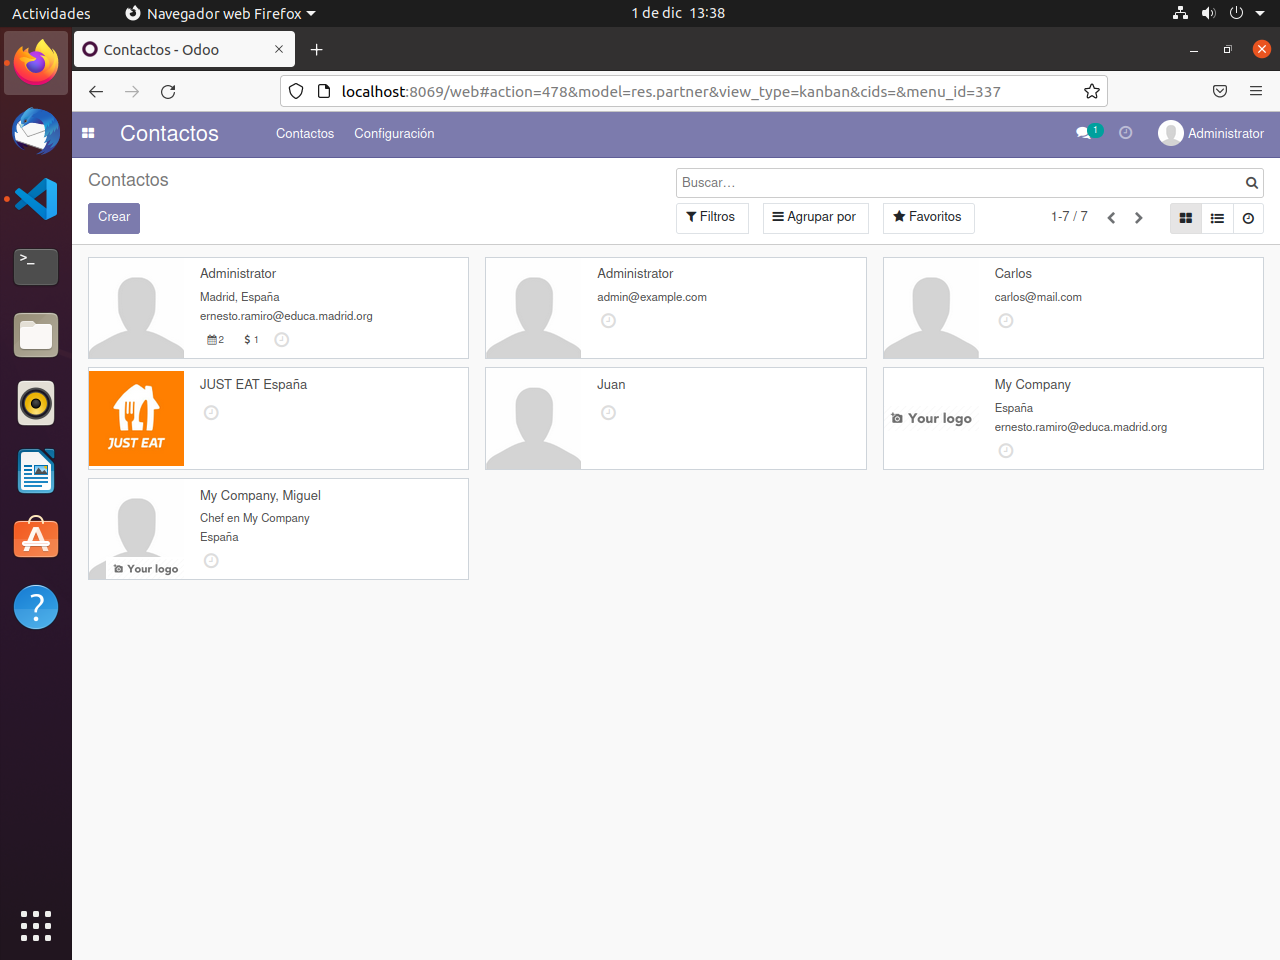 Actividades
Navegador web Firefox
1 de dic 13:38
Contactos - Odoo
localhost:8069/web#action=478&model=res.partner&view_type=kanban&cids=&menu_id=337
Contactos
Contactos
Configuración
1
Administrator
Contactos
Buscar...
Crear
Filtros
Agrupar por
Favoritos
1-7 / 7
Administrator
Madrid, España
ernesto.ramiro@educa.madrid.org
2
$ 1
Administrator
admin@example.com
Carlos
carlos@mail.com
JUST EAT
JUST EAT España
Juan
Your logo
My Company
España
ernesto.ramiro@educa.madrid.org
Your logo
My Company, Miguel
Chef en My Company
España